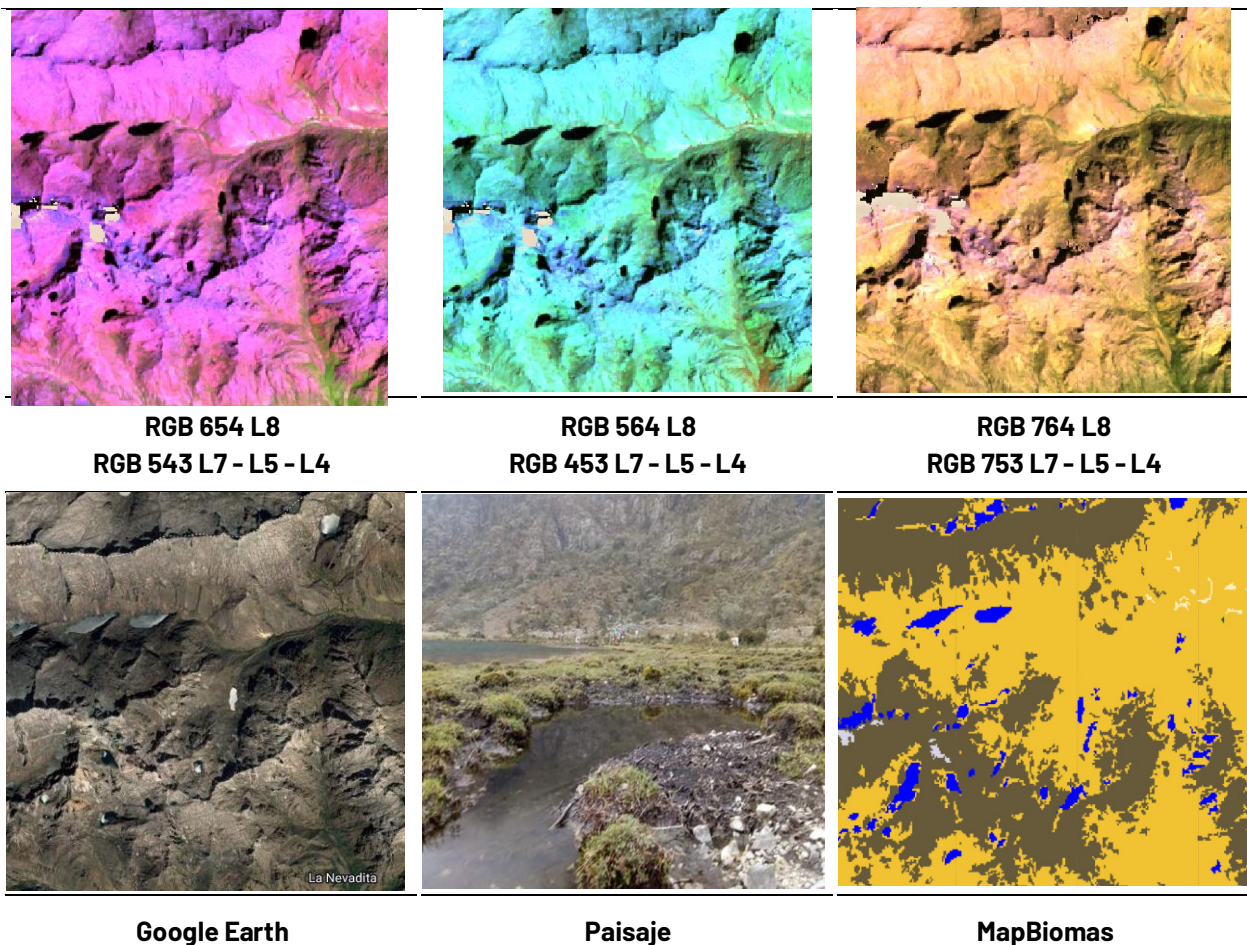 RGB 654 L8
RGB 543 L7 - L5 - L4
RGB 564 L8
RGB 453 L7 - L5 - L4
RGB 764 L8
RGB 753 L7 - L5 - L4
La Nevadita
Google Earth
Paisaje
MapBiomas